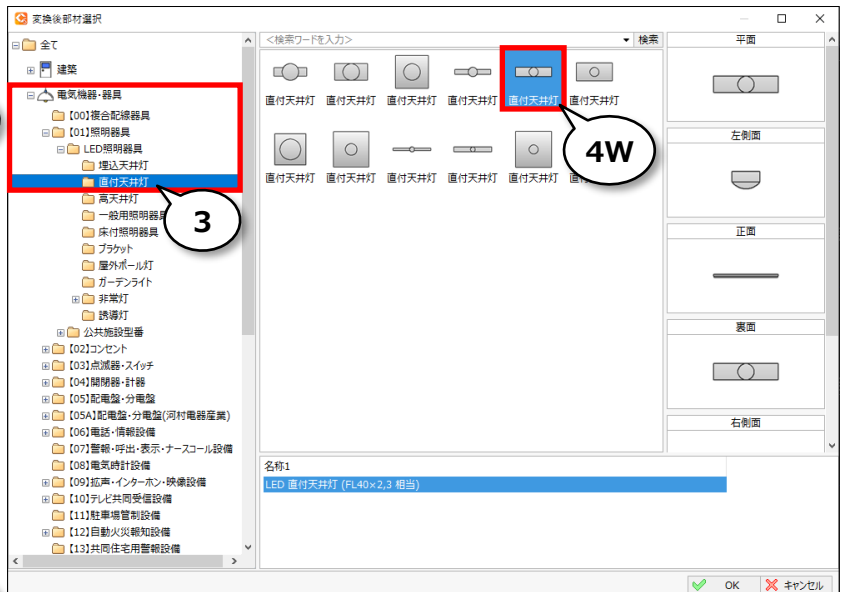 変換後部材選択
全て
建築
電気機器・器具
【00】複合配線器具
【01】照明器具
LED照明器具
埋込天井灯
直付天井灯
高天井灯
一般用照明器具
床付照明器具
ブラケット
屋外ポール灯
ガーデンライト
非常灯
誘導灯
公共施設型番
【02】コンセント
【03】点滅器・スイッチ
【04】開閉器・計器
【05】配電盤・分電盤
【05A】配電盤・分電盤(河村電器産業)
【06】電話・情報設備
【07】警報・呼出・表示・ナースコール設備
【08】電気時計設備
【09】拡声・インターホン・映像設備
【10】テレビ共同受信設備
【11】駐車場管制設備
【12】自動火災報知設備
【13】共同住宅用警報設備
3
<検索ワードを入力>
検索
直付天井灯 直付天井灯 直付天井灯 直付天井灯 直付天井灯 直付天井灯
直付天井灯 直付天井灯 直付天井灯 直付天井灯 直付天井灯
4W
名称1
LED 直付天井灯 (FL40×2,3 相当)
平面
左側面
正面
裏面
右側面
OK キャンセル